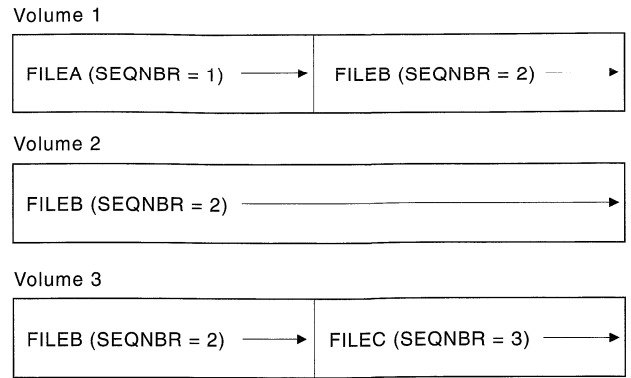 Volume 1
FILEA (SEQNBR = 1) FILEB (SEQNBR = 2)
Volume 2
FILEB (SEQNBR = 2)
Volume 3
FILEB (SEQNBR = 2) FILEC (SEQNBR = 3)